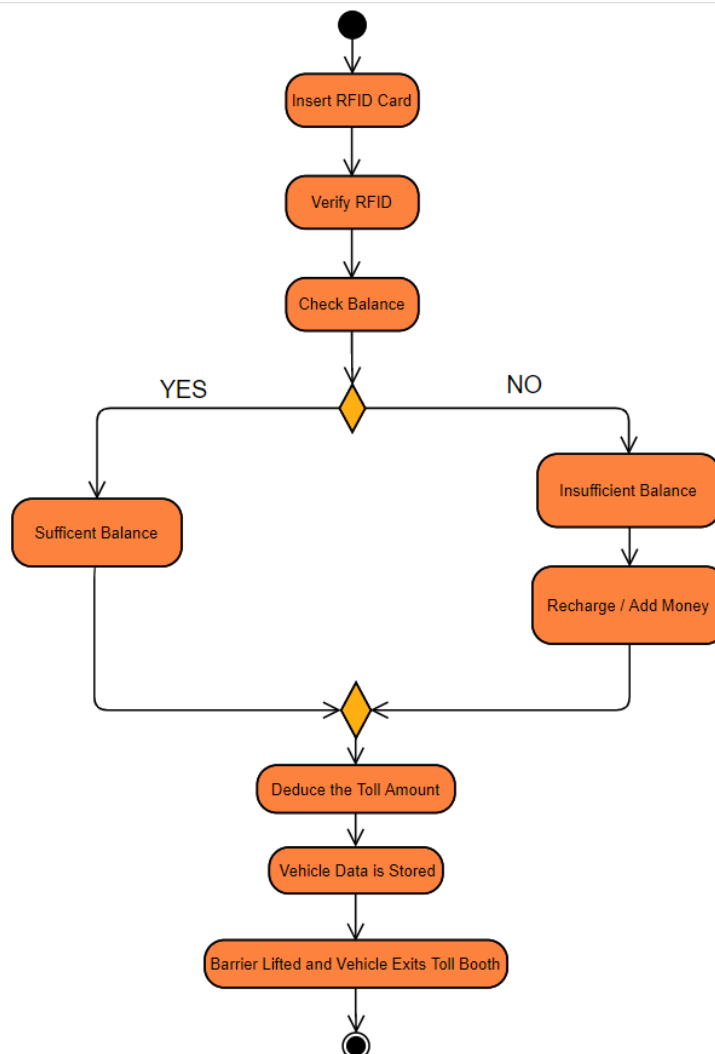 Insert RFID Card
Verify RFID
Check Balance
YES
NO
Insufficient Balance
Sufficent Balance
Recharge / Add Money
Deduce the Toll Amount
Vehicle Data is Stored
Barrier Lifted and Vehicle Exits Toll Booth